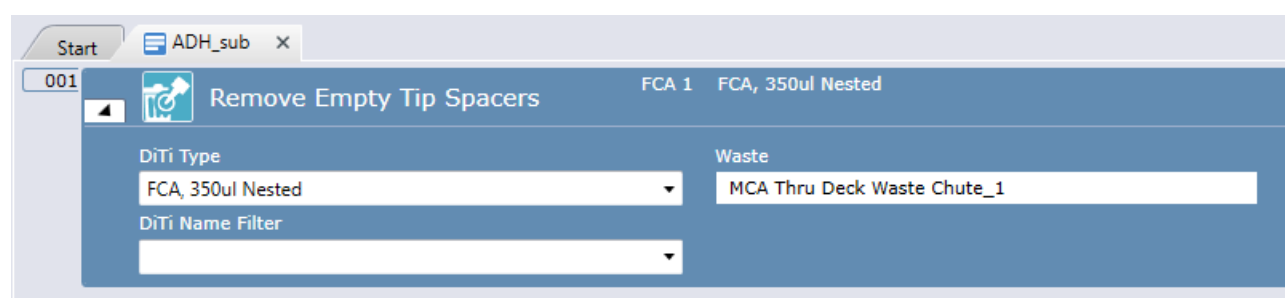 Start
ADH_sub
001
Remove Empty Tip Spacers
FCA 1 FCA, 350ul Nested
DiTi Type
Waste
FCA, 350ul Nested
MCA Thru Deck Waste Chute_1
DiTi Name Filter